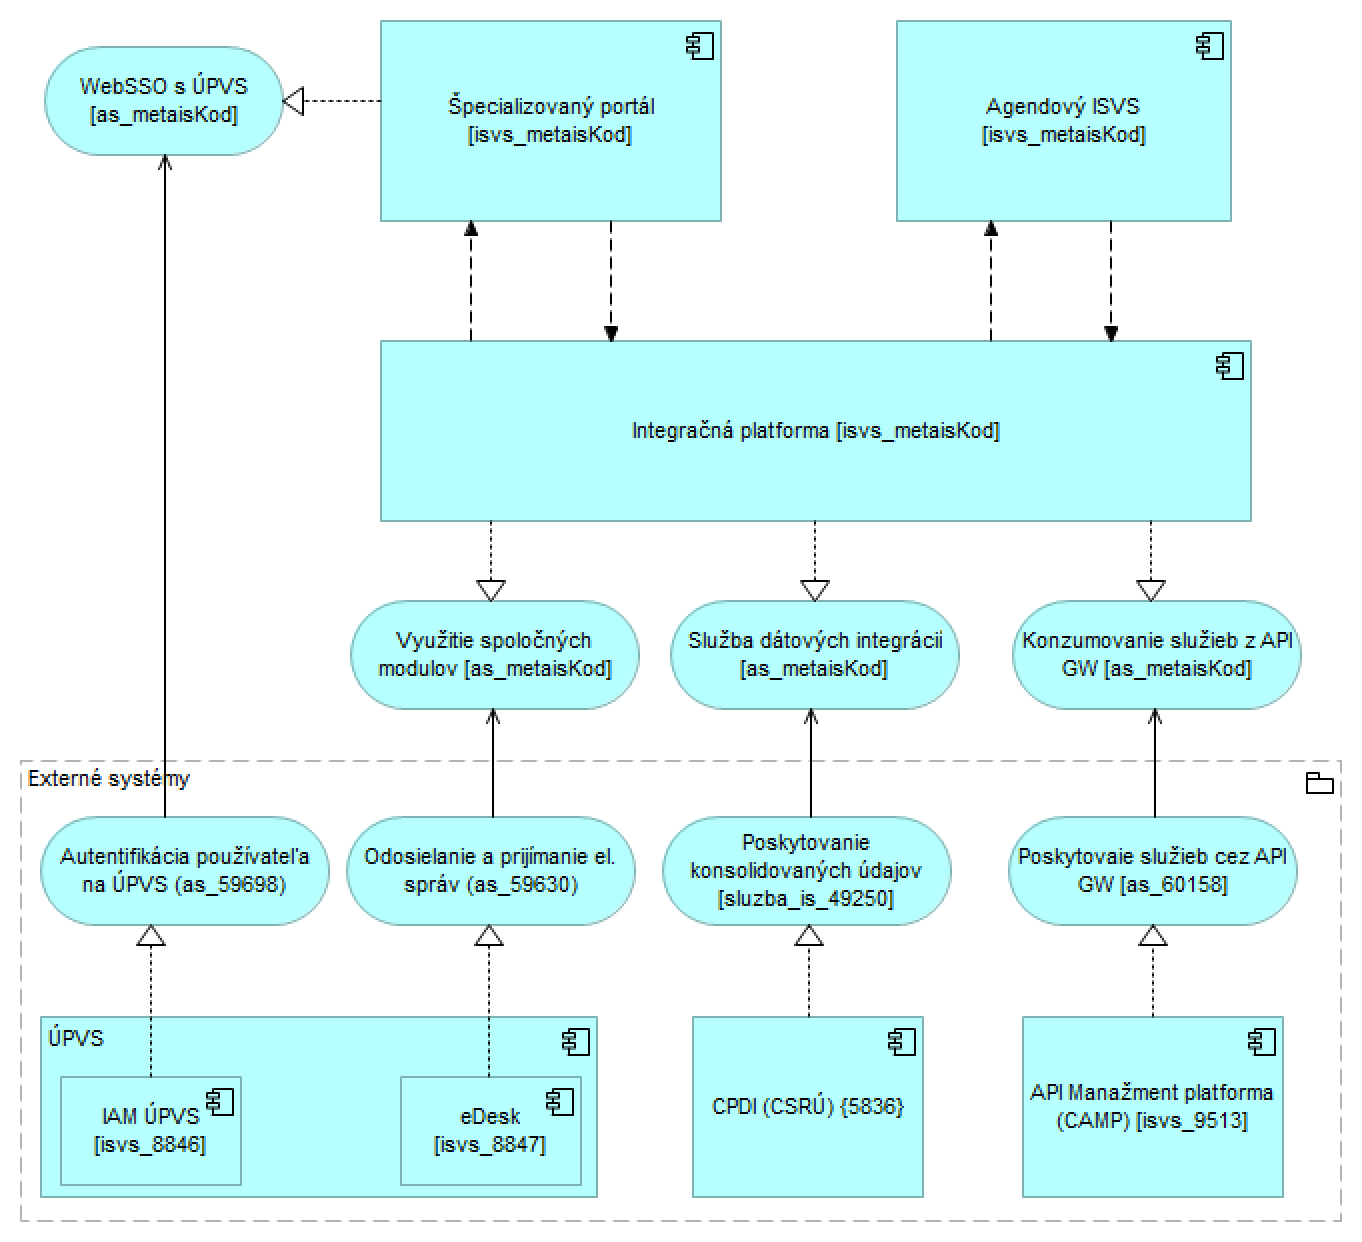 WebSSO s ÚPVS
[as_metaisKod]
Špecializovaný portál
[isvs_metaisKod]
Agendový ISVS
[isvs_metaisKod]
Integračná platforma [isvs_metaisKod]
Využitie spoločných
modulov [as_metaisKod]
Služba dátových integrácii
[as_metaisKod]
Konzumovanie služieb z API
GW [as_metaisKod]
Externé systémy
Autentifikácia používateľa
na ÚPVS (as_59698)
Odosielanie a prijímanie el.
správ (as_59630)
Poskytovanie
konsolidovaných údajov
[sluzba_is_49250]
Poskytovaie služieb cez API
GW [as_60158]
ÚPVS
IAM ÚPVS
[isvs_8846]
eDesk
[isvs_8847]
CPDI (CSRÚ) {5836}
API Manažment platforma
(CAMP) [isvs_9513]